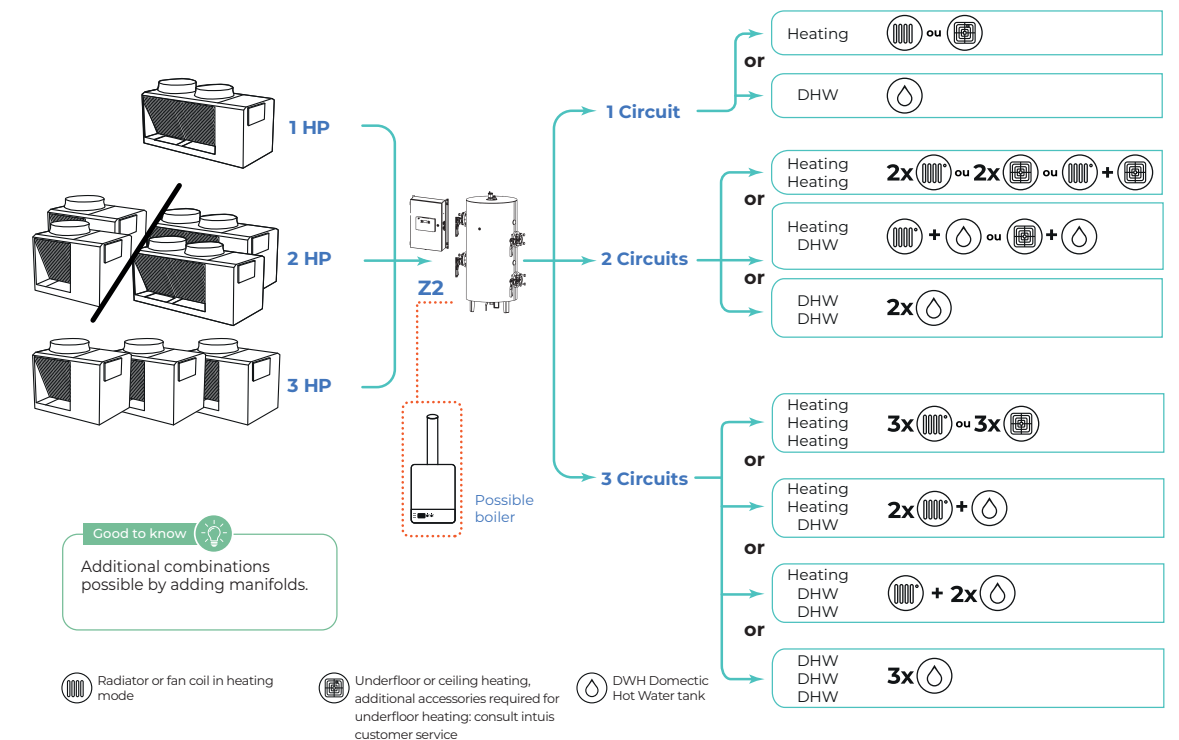 1 HP
2 HP
3 HP
Z2
Possible
boiler
1 Circuit
Heating
ou
or
DHW
2 Circuits
Heating
Heating
2x ou 2x ou +
or
Heating
DHW
+ ou +
or
DHW
DHW
2x
3 Circuits
Heating
Heating
Heating
3x ou 3x
or
Heating
Heating
DHW
2x +
or
Heating
DHW
DHW
+ 2x
or
DHW
DHW
DHW
3x
Good to know
Additional combinations
possible by adding manifolds.
Radiator or fan coil in heating
mode
Underfloor or ceiling heating,
additional accessories required for
underfloor heating: consult intuis
customer service
DWH Domectic
Hot Water tank